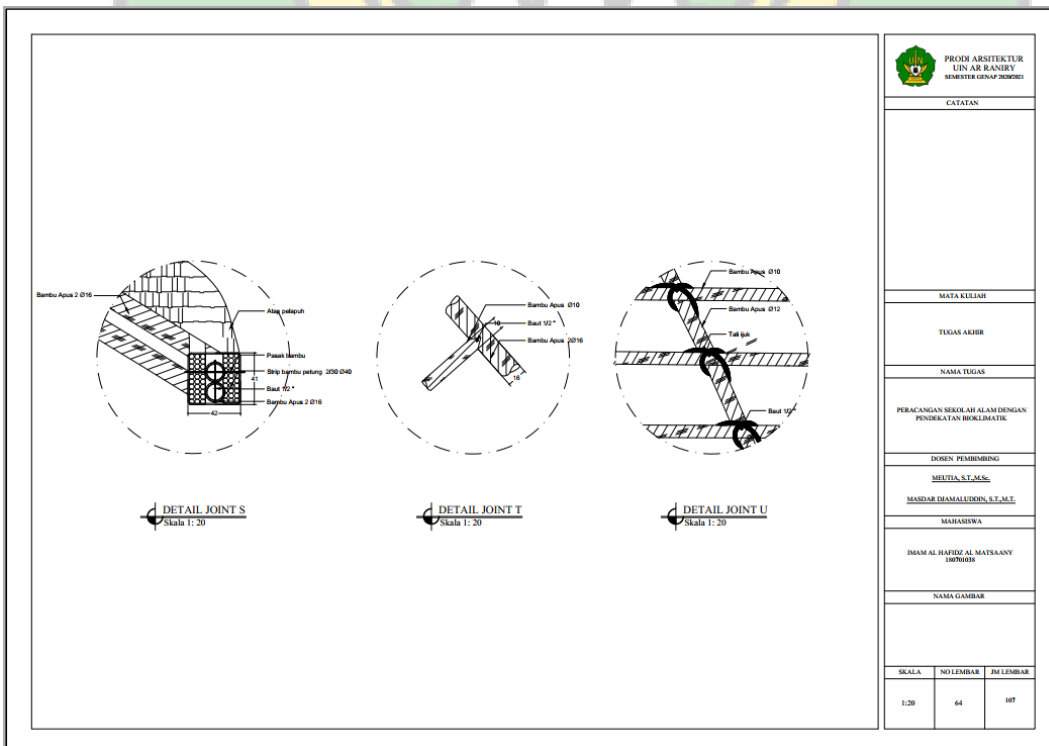 Bambu Apus 2 Ø16
Atap pelapuh
Pasak bambu
Strip bambu petung 2/30 Ø40
41
Baut 1/2 "
Bambu Apus 2 Ø16
42
DETAIL JOINT S
Skala 1: 20
Bambu Apus Ø10
10
Baut 1/2 "
Bambu Apus 2Ø16
16
DETAIL JOINT T
Skala 1: 20
Bambu Apus Ø10
Bambu Apus Ø12
Tali ijuk
Baut 1/2 "
DETAIL JOINT U
Skala 1: 20
UIN
PRODI ARSITEKTUR
UIN AR RANIRY
SEMESTER GENAP 2020/2021
CATATAN
MATA KULIAH
TUGAS AKHIR
NAMA TUGAS
PERACANGAN SEKOLAH ALAM DENGAN
PENDEKATAN BIOKLIMATIK
DOSEN PEMBIMBING
MEUTIA, S.T.,M.Sc.
MASDAR DJAMALUDDIN, S.T.,M.T.
MAHASISWA
IMAM AL HAFIDZ AL MATSAANY
180701038
NAMA GAMBAR
SKALA NO LEMBAR JM LEMBAR
1:20 64 107